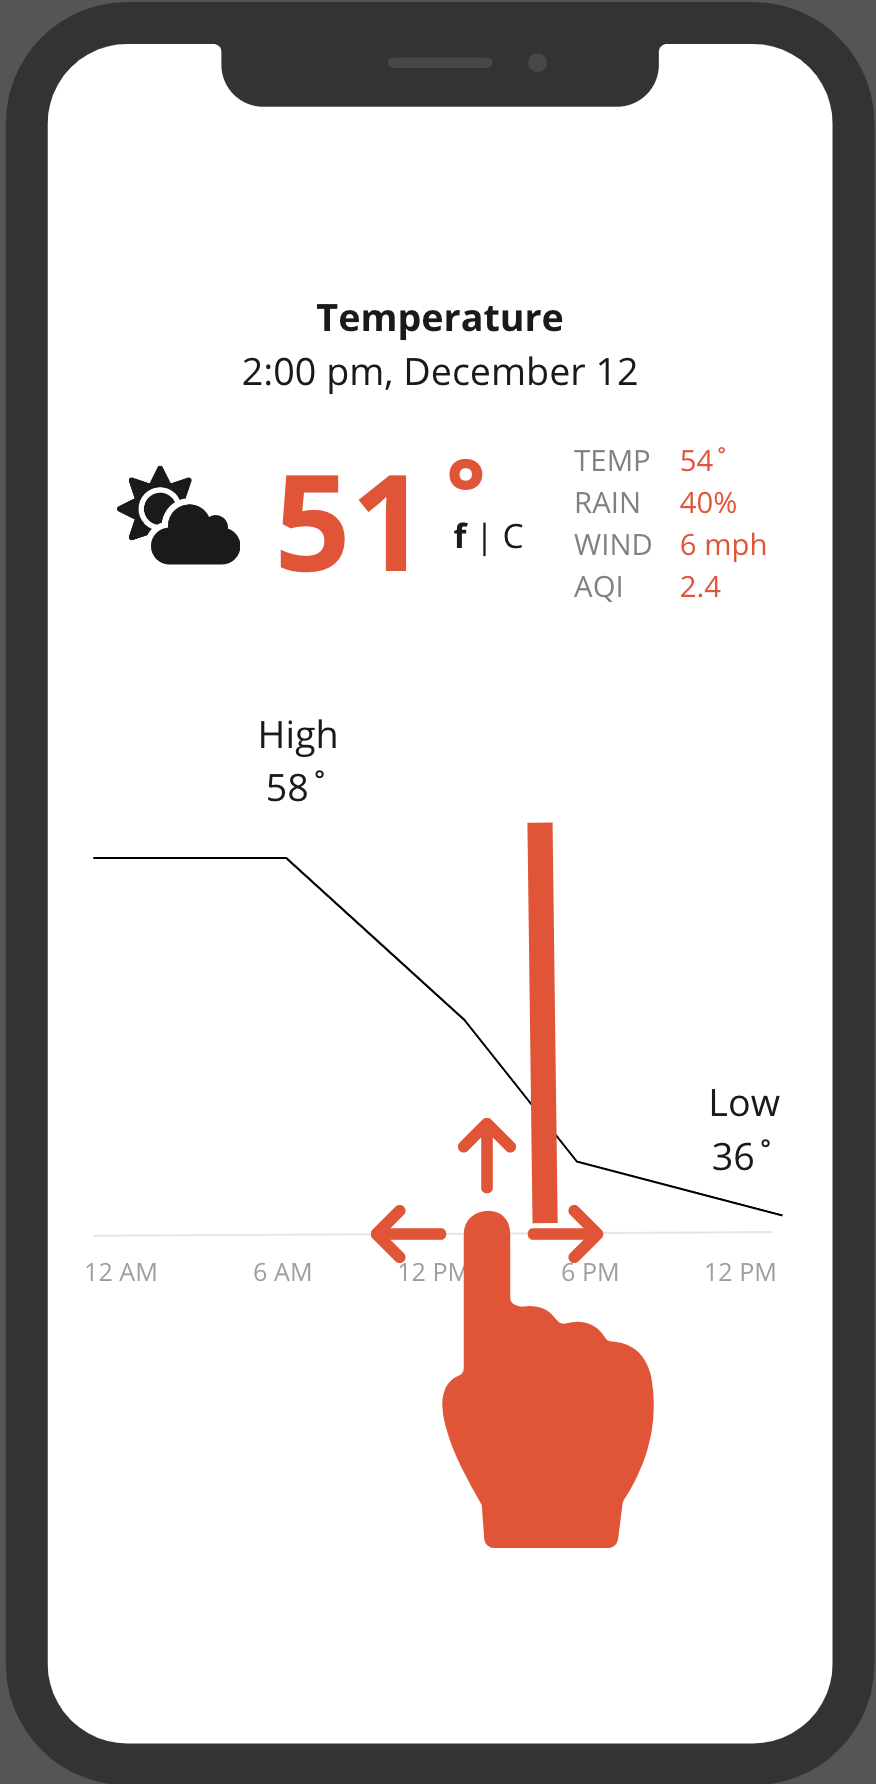 Temperature
2:00 pm, December 12
51°
f | C
TEMP 54°
RAIN 40%
WIND 6 mph
AQI 2.4
High
58°
Low
36°
12 AM 6 AM 12 PM 6 PM 12 PM